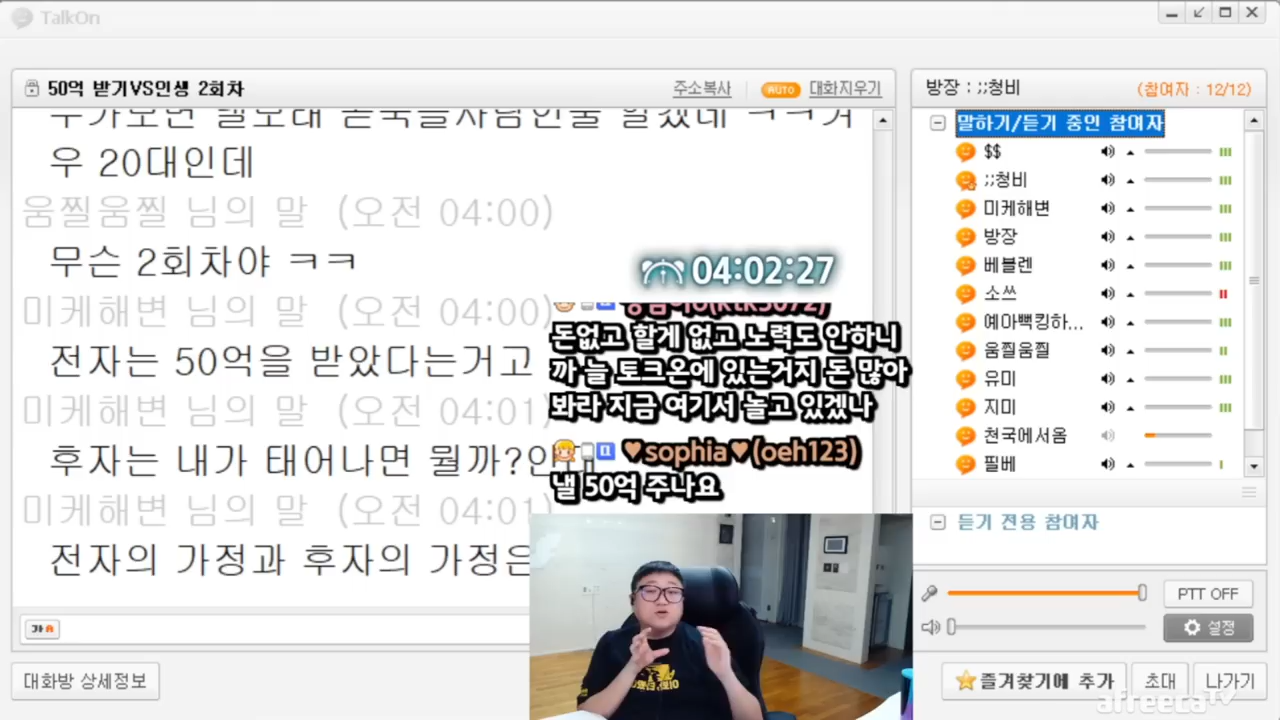 TalkOn
50억 받기VS인생 2회차
주소복사
AUTO
대화지우기
누가보면 낼모래
우 20대인데
움찔움찔 님의 말 (오전 04:00)
무슨 2회차야 ㅋㅋ
미케해변 님의 말 (오전 04:00)
전자는 50억을 받았다는거고
미케해변 님의 말 (오전 04:01)
후자는 내가 태어나면 뭘까?인
미케해변 님의 말 (오전 04:01)
전자의 가정과 후자의 가정은
가
대화방 상세정보
04:02:27
돈없고 할게 없고 노력도 안하니
까 늘 토크온에 있는거지 돈 많아
봐라 지금 여기서 놀고 있겠나
♥sophia♥(oeh123)
낼 50억 주나요
방장 : ;;청비
(참여자 : 12/12)
말하기/듣기 중인 참여자
$$
;;청비
미케해변
방장
베블렌
소쓰
예아빽킹하...
움찔움찔
유미
지미
천국에서옴
필베
듣기 전용 참여자
PTT OFF
설정
즐겨찾기에 추가
초대
나가기
afreecaTV